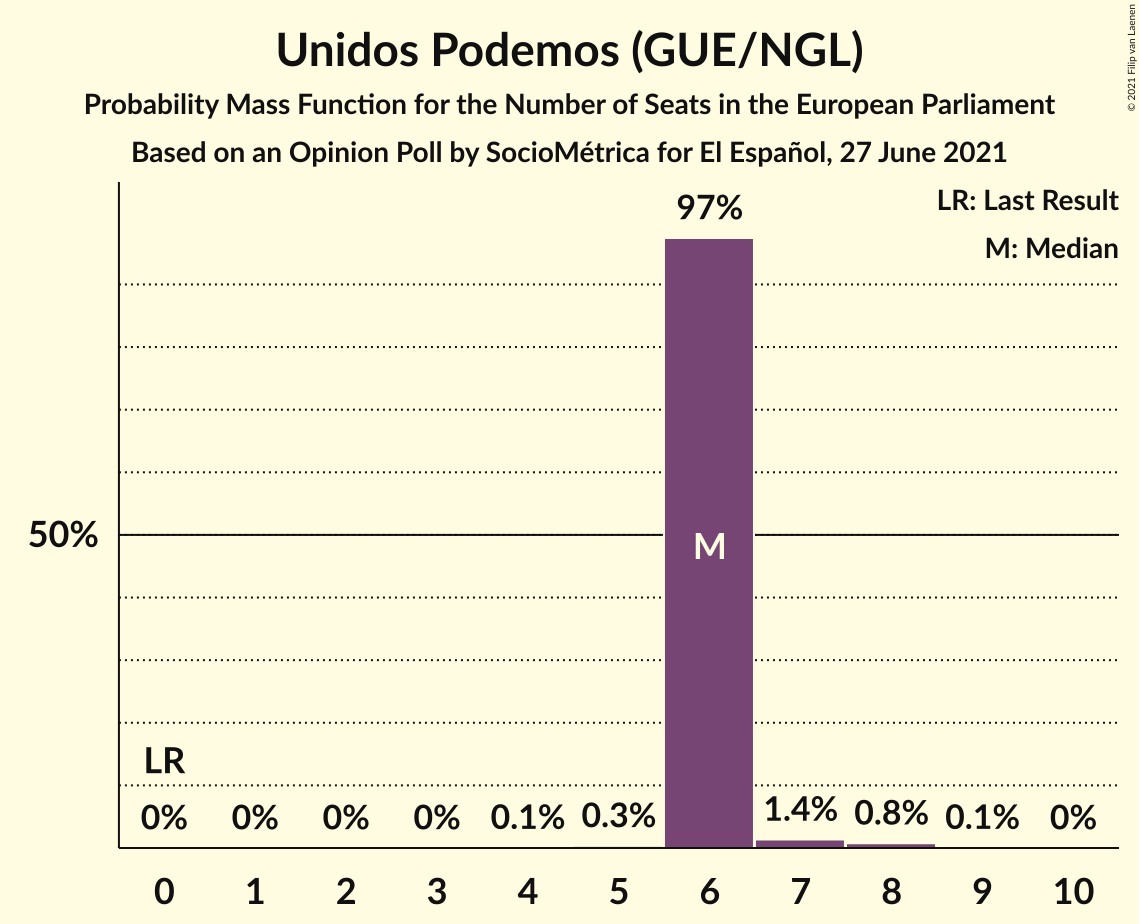 Unidos Podemos (GUE/NGL)
Probability Mass Function for the Number of Seats in the European Parliament
Based on an Opinion Poll by SocioMétrica for El Español, 27 June 2021
© 2021 Filip van Laenen
LR: Last Result
M: Median
97%
50%
M
LR
0% 0% 0% 0% 0.1% 0.3% 1.4% 0.8% 0.1% 0%
0 1 2 3 4 5 6 7 8 9 10